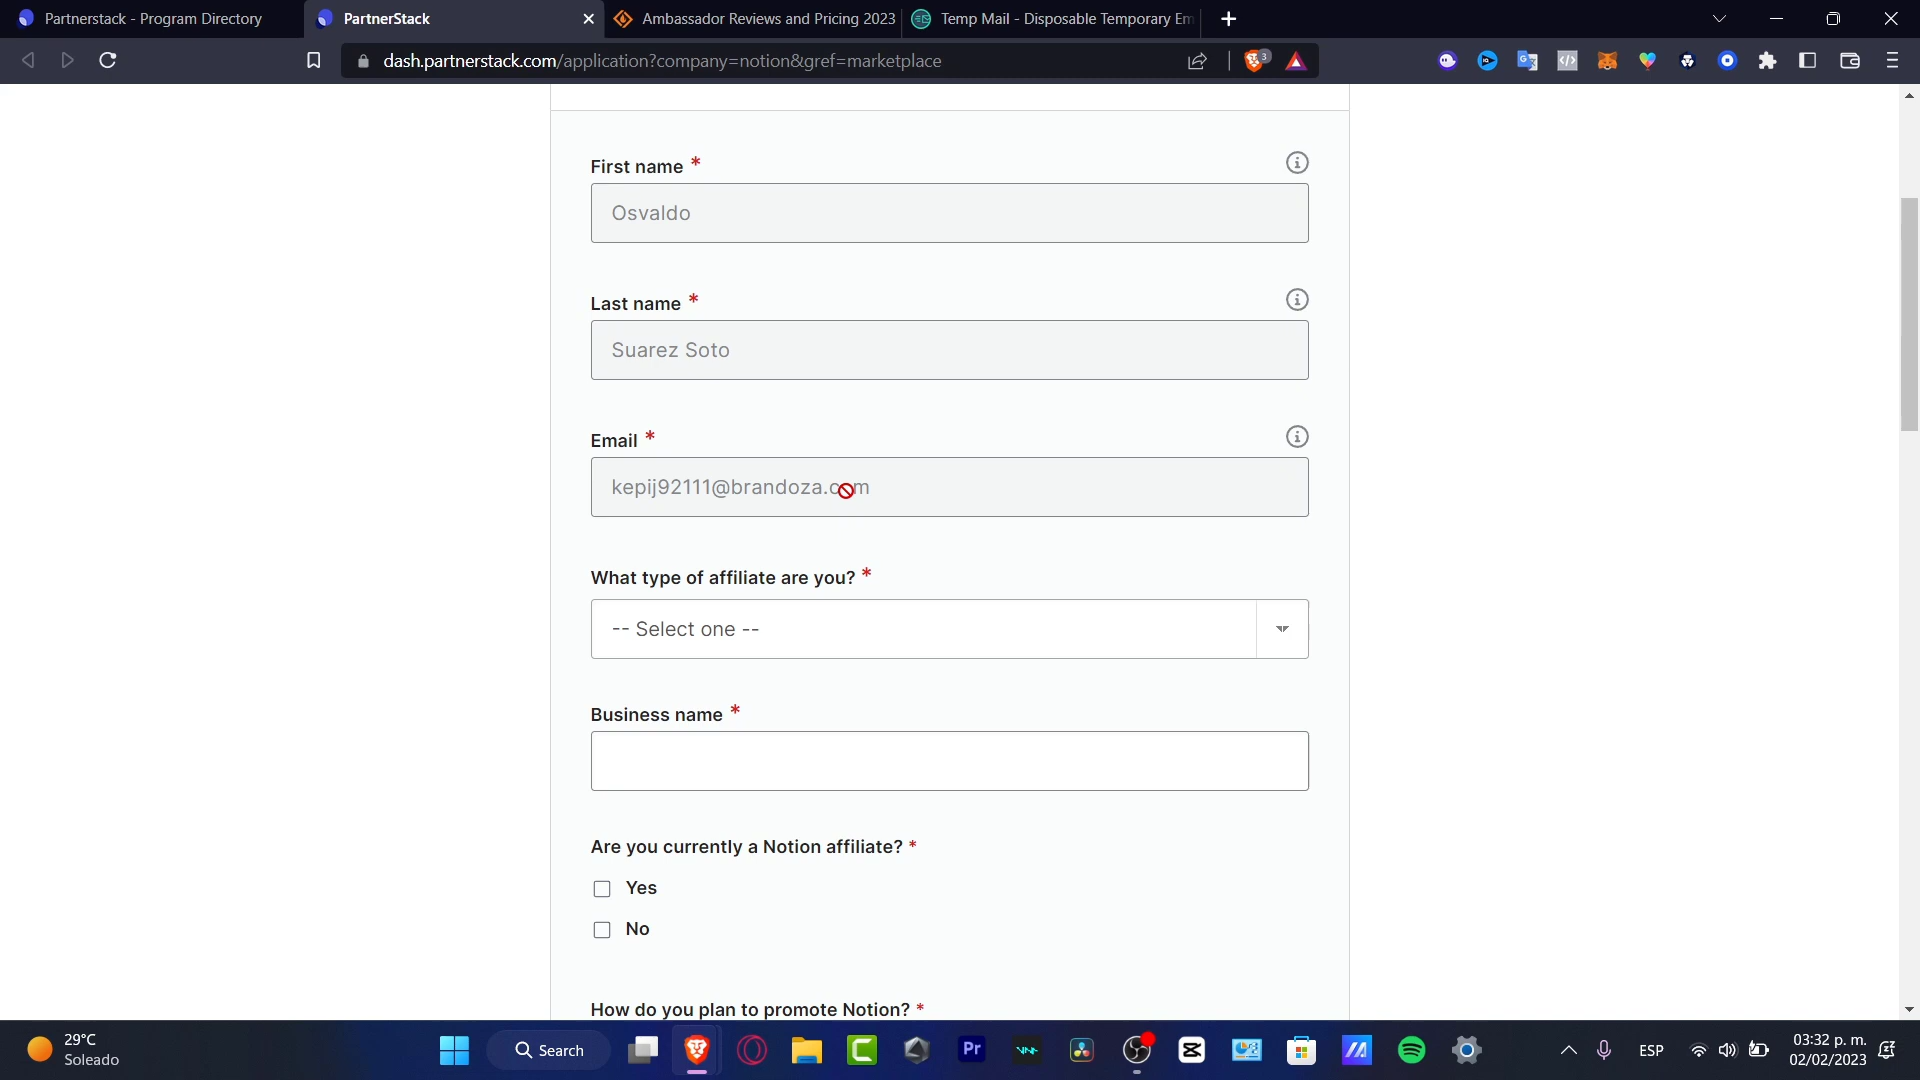 Partnerstack - Program Directory
PartnerStack
Ambassador Reviews and Pricing 2023
Temp Mail - Disposable Temporary Em
dash.partnerstack.com/application?company=notion&gref=marketplace
3
First name *
Osvaldo
Last name *
Suarez Soto
Email *
kepij92111@brandoza.com
What type of affiliate are you? *
-- Select one --
Business name *
Are you currently a Notion affiliate? *
Yes
No
How do you plan to promote Notion? *
29°C
Soleado
Search
Pr
ESP
03:32 p. m.
02/02/2023